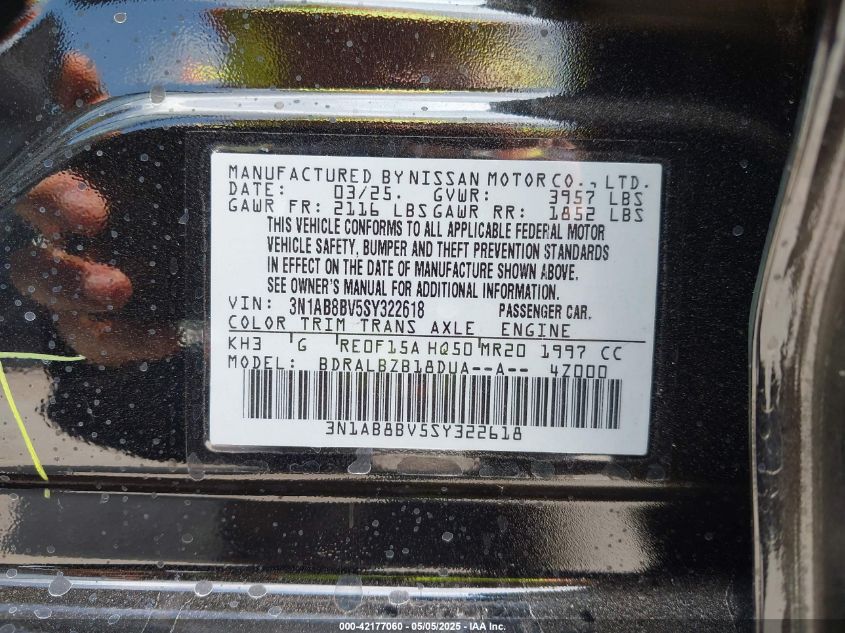 MANUFACTURED BY NISSAN MOTOR CO., LTD.
DATE: 03/25. GVWR: 3957 LBS
GAWR FR: 2116 LBS GAWR RR: 1852 LBS
THIS VEHICLE CONFORMS TO ALL APPLICABLE FEDERAL MOTOR
VEHICLE SAFETY, BUMPER AND THEFT PREVENTION STANDARDS
IN EFFECT ON THE DATE OF MANUFACTURE SHOWN ABOVE.
SEE OWNER'S MANUAL FOR ADDITIONAL INFORMATION.
VIN: 3N1AB8BV5SY322618 PASSENGER CAR.
COLOR TRIM TRANS AXLE ENGINE
KH3 G RE0F15A HQ50 MR20 1997 CC
MODEL: BDRALBZB18DUA--A-- 4Z000
3N1AB8BV5SY322618
000-42177060 - 05/05/2025 - IAA Inc.